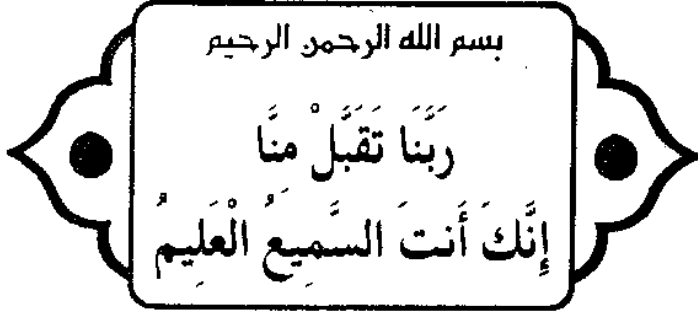 بسم الله الرحمن الرحيم
رَبَّنَا تَقَبَّلْ مِنَّا
إِنَّكَ أَنتَ السَّمِيعُ الْعَلِيمُ